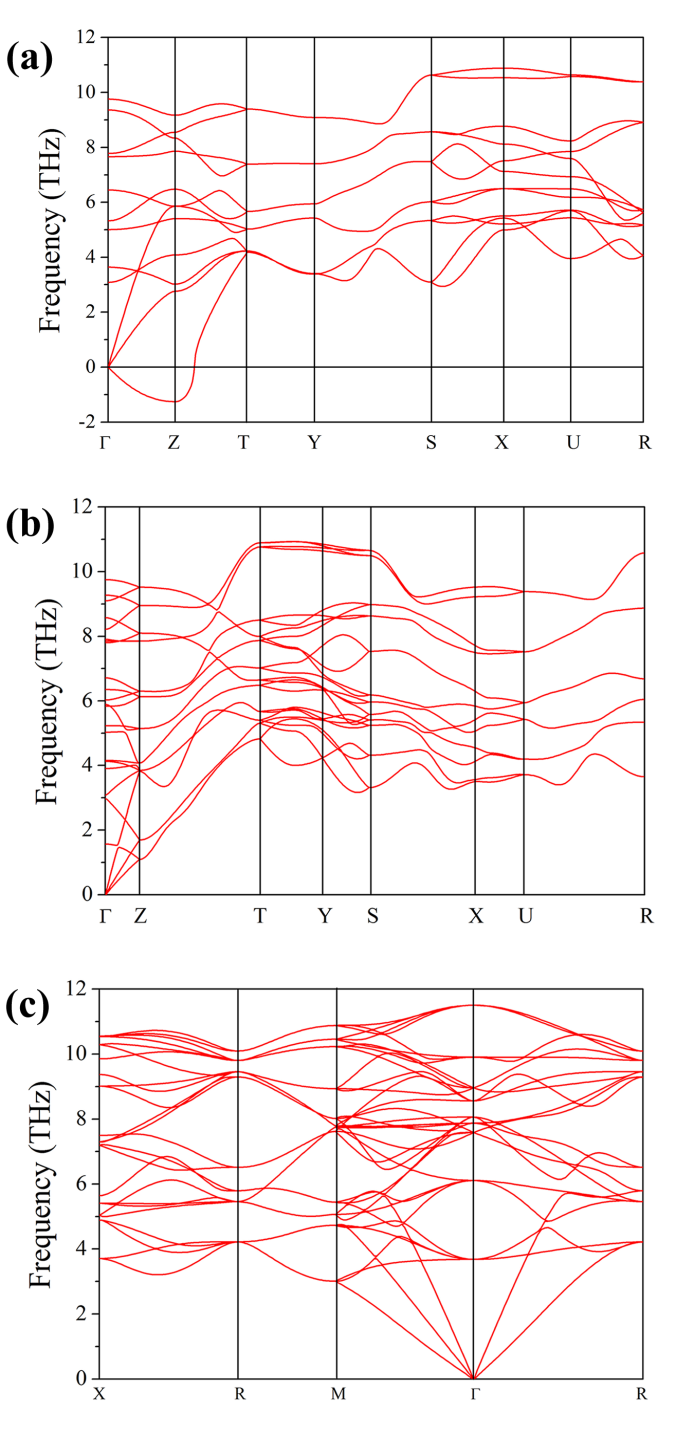 (a)
12
10
8
6
4
2
0
-2
Frequency (THz)
Γ Z T Y S X U R
(b)
12
10
8
6
4
2
0
Frequency (THz)
Γ Z T Y S X U R
(c)
12
10
8
6
4
2
0
Frequency (THz)
X R M Γ R